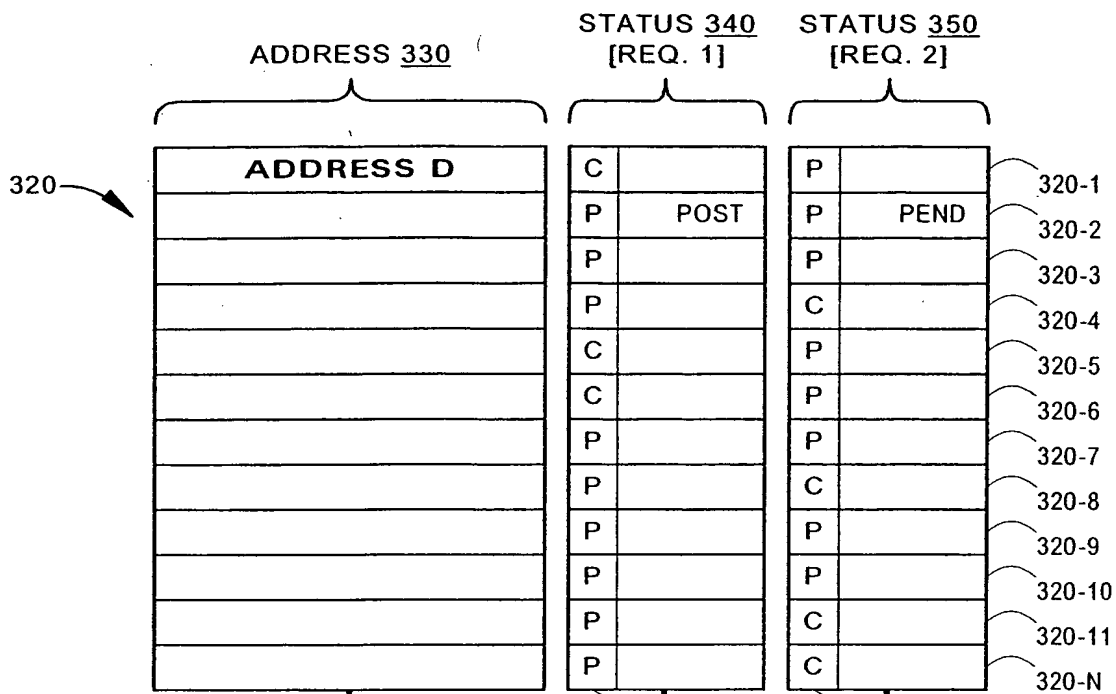 ADDRESS 330
STATUS 340
[REQ. 1]
STATUS 350
[REQ. 2]
320
ADDRESS D C P 320-1
P POST P PEND 320-2
P P 320-3
P C 320-4
C P 320-5
C P 320-6
P P 320-7
P C 320-8
P P 320-9
P P 320-10
P C 320-11
P C 320-N